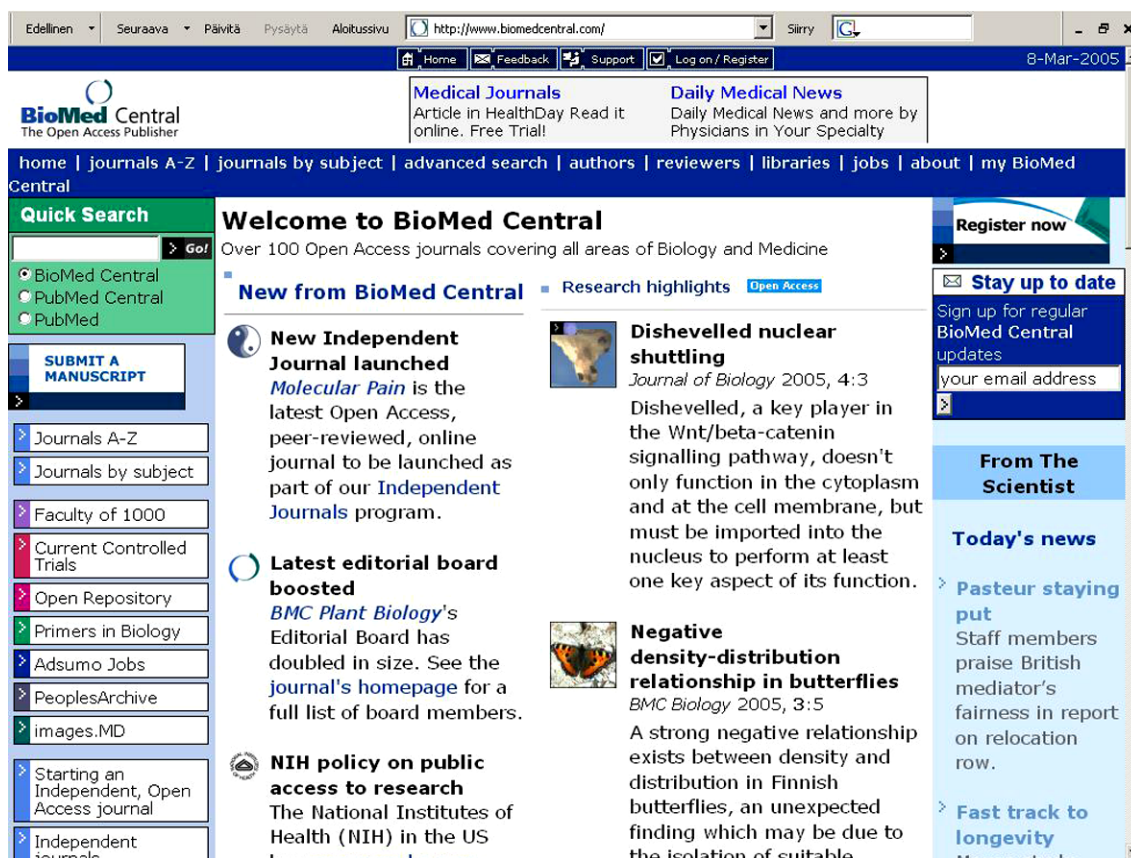 Edellinen Seuraava Päivitä Pysäytä Aloitussivu http://www.biomedcentral.com/ Siirry G
Home Feedback Support Log on / Register 8-Mar-2005
BioMed Central
The Open Access Publisher
Medical Journals
Article in HealthDay Read it
online. Free Trial!
Daily Medical News
Daily Medical News and more by
Physicians in Your Specialty
home | journals A-Z | journals by subject | advanced search | authors | reviewers | libraries | jobs | about | my BioMed
Central
Quick Search
Go!
BioMed Central
PubMed Central
PubMed
SUBMIT A
MANUSCRIPT
Journals A-Z
Journals by subject
Faculty of 1000
Current Controlled
Trials
Open Repository
Primers in Biology
Adsumo Jobs
PeoplesArchive
images.MD
Starting an
Independent, Open
Access journal
Independent
journals
Welcome to BioMed Central
Over 100 Open Access journals covering all areas of Biology and Medicine
New from BioMed Central
New Independent
Journal launched
Molecular Pain is the
latest Open Access,
peer-reviewed, online
journal to be launched as
part of our Independent
Journals program.
Latest editorial board
boosted
BMC Plant Biology's
Editorial Board has
doubled in size. See the
journal's homepage for a
full list of board members.
NIH policy on public
access to research
The National Institutes of
Health (NIH) in the US
Research highlights Open Access
Dishevelled nuclear
shuttling
Journal of Biology 2005, 4:3
Dishevelled, a key player in
the Wnt/beta-catenin
signalling pathway, doesn't
only function in the cytoplasm
and at the cell membrane, but
must be imported into the
nucleus to perform at least
one key aspect of its function.
Negative
density-distribution
relationship in butterflies
BMC Biology 2005, 3:5
A strong negative relationship
exists between density and
distribution in Finnish
butterflies, an unexpected
finding which may be due to
the isolation of suitable
Register now
Stay up to date
Sign up for regular
BioMed Central
updates
your email address
From The
Scientist
Today's news
Pasteur staying
put
Staff members
praise British
mediator's
fairness in report
on relocation
row.
Fast track to
longevity